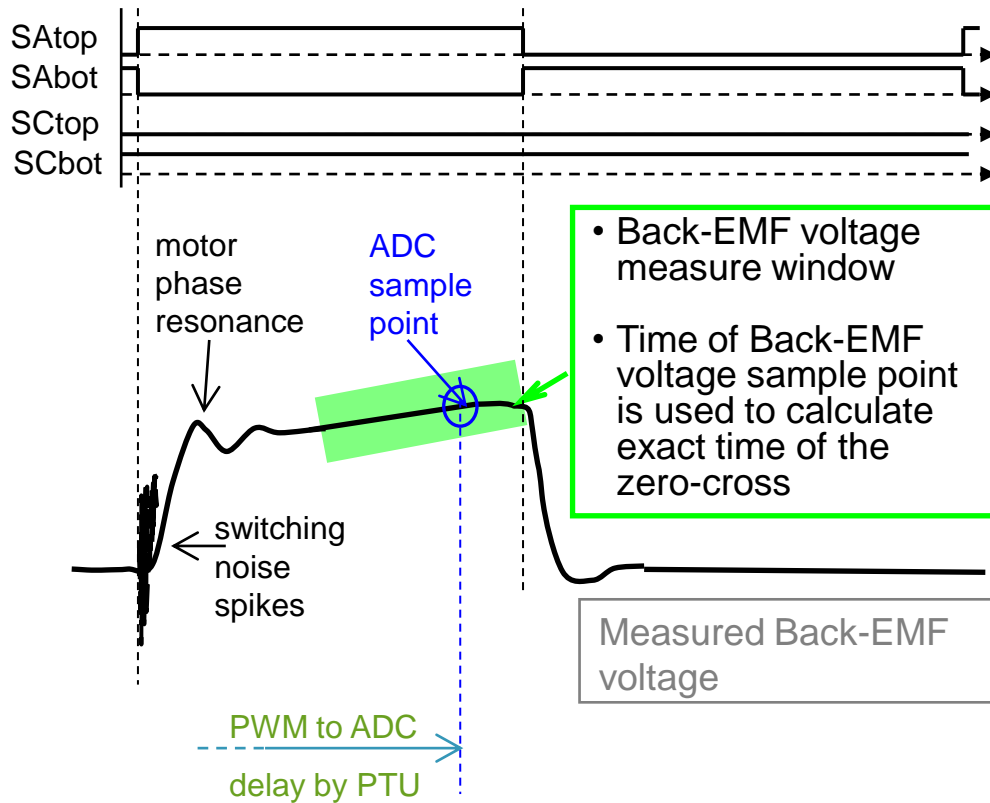 SAtop
SAbot
SCtop
SCbot
motor
phase
resonance
ADC
sample
point
• Back-EMF voltage
measure window
• Time of Back-EMF
voltage sample point
is used to calculate
exact time of the
zero-cross
switching
noise
spikes
Measured Back-EMF
voltage
PWM to ADC
delay by PTU